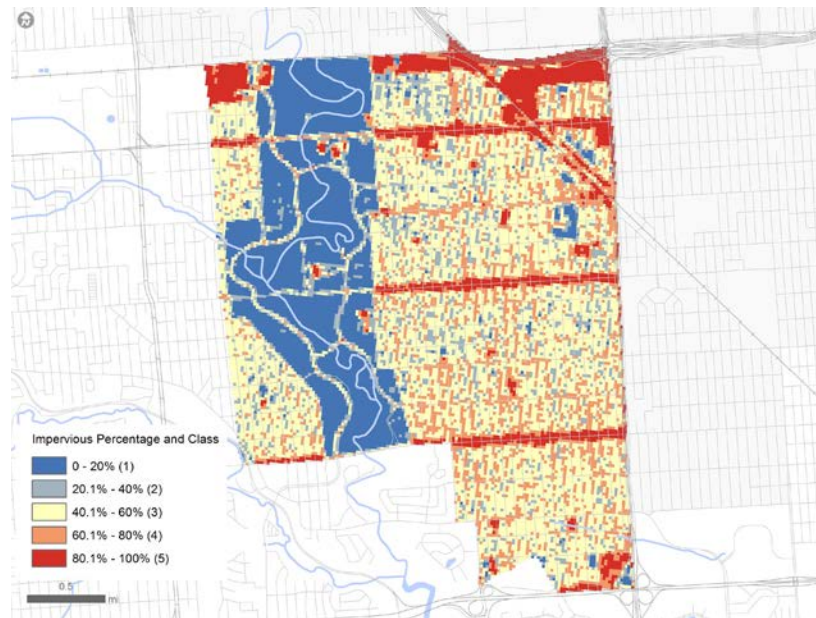 Impervious Percentage and Class
0 - 20% (1)
20.1% - 40% (2)
40.1% - 60% (3)
60.1% - 80% (4)
80.1% - 100% (5)
0.5
mi